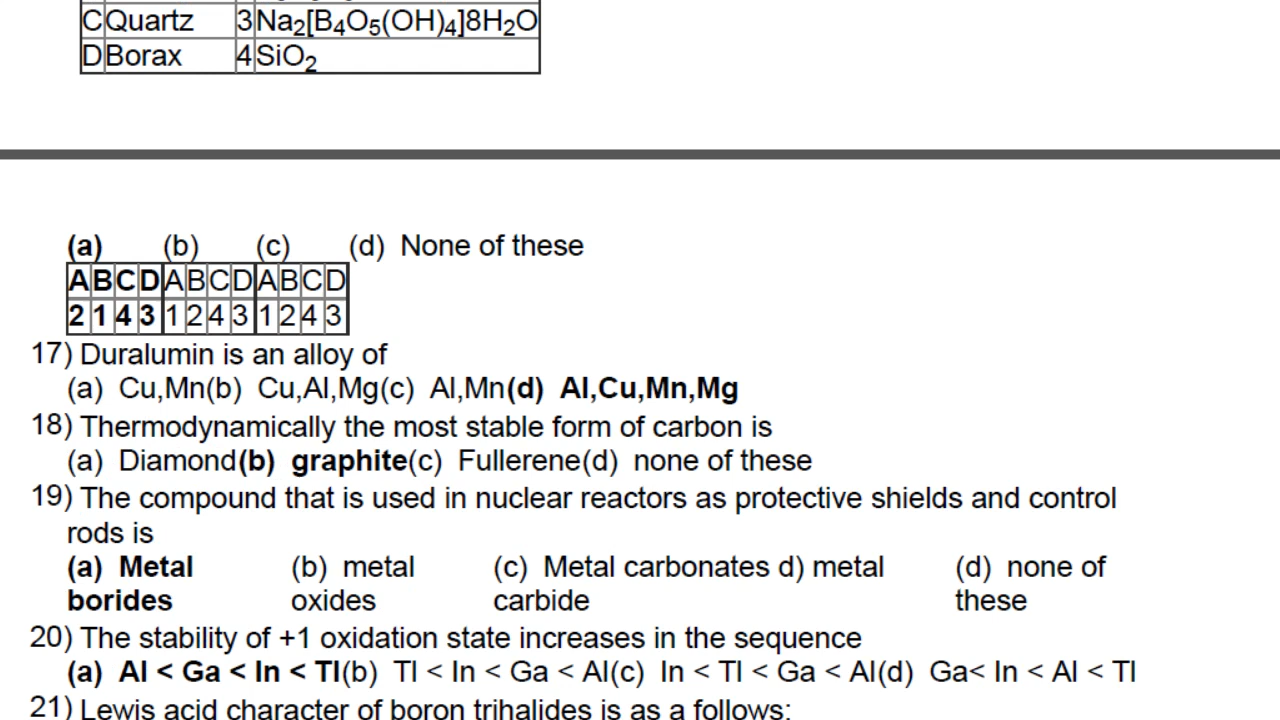 C Quartz 3 Na2[B4O5(OH)4]8H2O
D Borax 4 SiO2
(a) (b) (c) (d) None of these
A B C D A B C D A B C D
2 1 4 3 1 2 4 3 1 2 4 3
17) Duralumin is an alloy of
(a) Cu,Mn(b) Cu,Al,Mg(c) Al,Mn(d) Al,Cu,Mn,Mg
18) Thermodynamically the most stable form of carbon is
(a) Diamond(b) graphite(c) Fullerene(d) none of these
19) The compound that is used in nuclear reactors as protective shields and control
rods is
(a) Metal (b) metal (c) Metal carbonates d) metal (d) none of
borides oxides carbide these
20) The stability of +1 oxidation state increases in the sequence
(a) Al < Ga < In < Tl(b) Tl < In < Ga < Al(c) In < Tl < Ga < Al(d) Ga< In < Al < Tl
21) Lewis acid character of boron trihalides is as a follows: